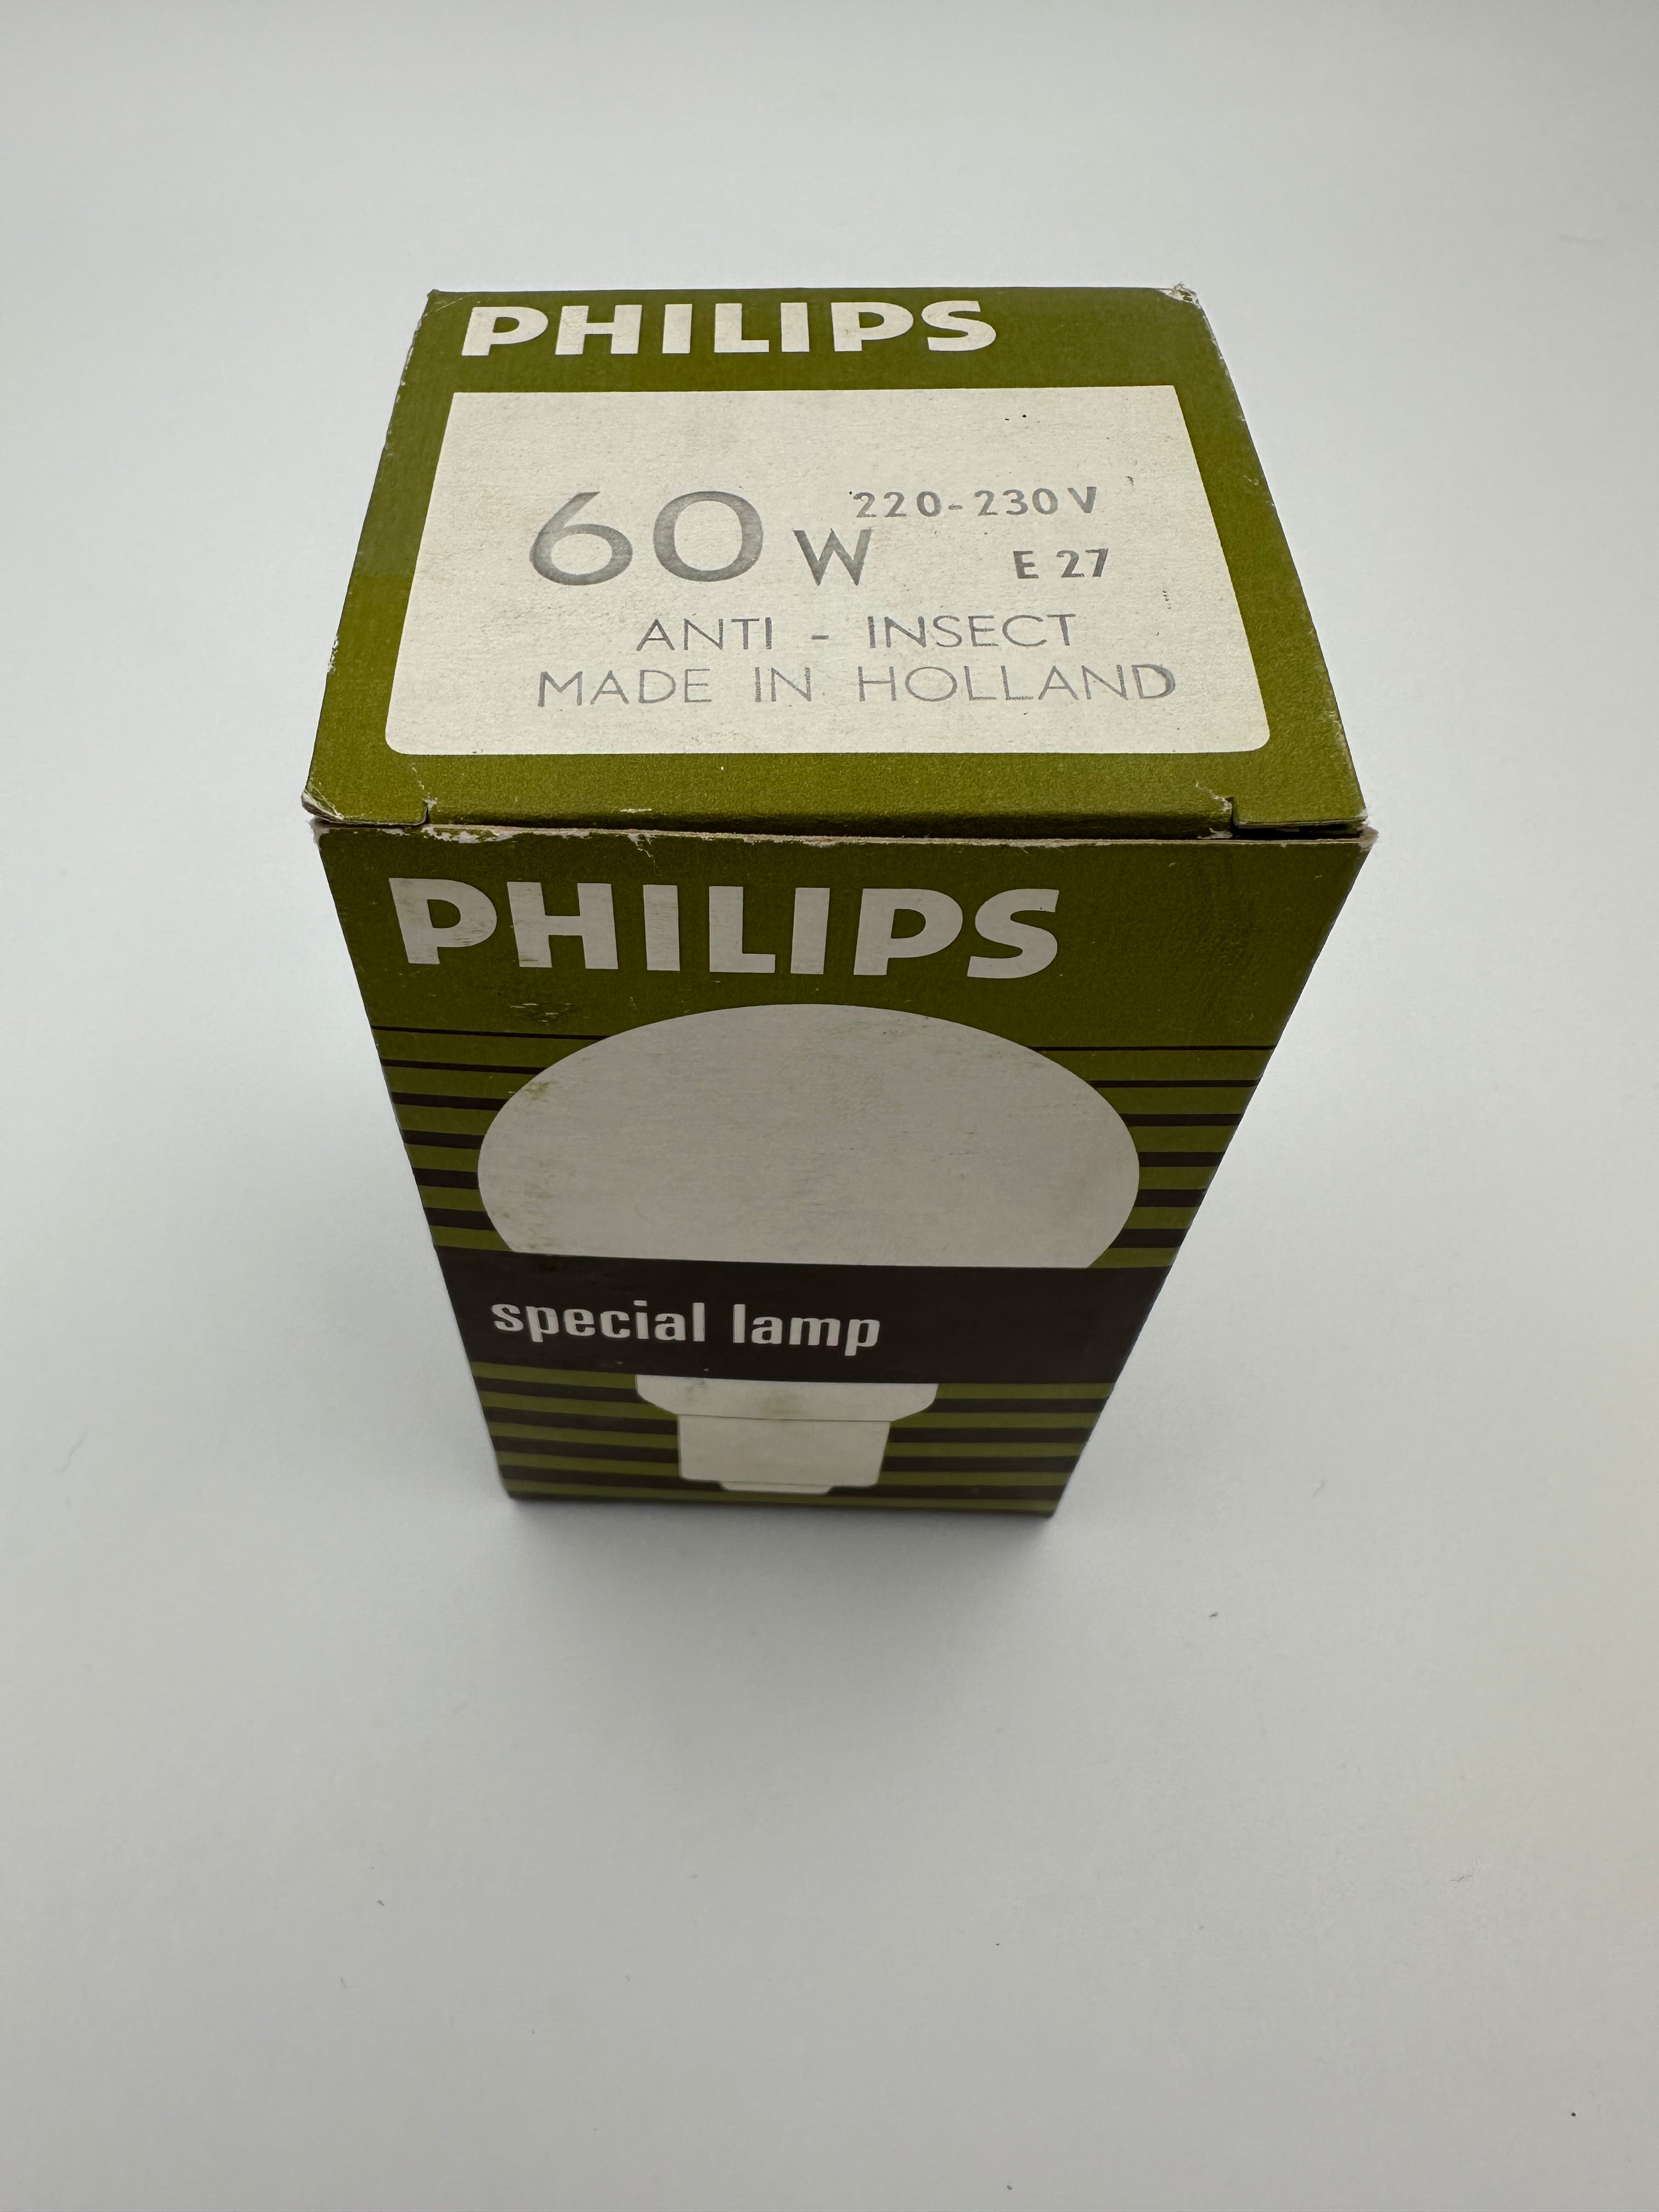 PHILIPS
60 W 220-230V
E 27
ANTI - INSECT
MADE IN HOLLAND
PHILIPS
special lamp